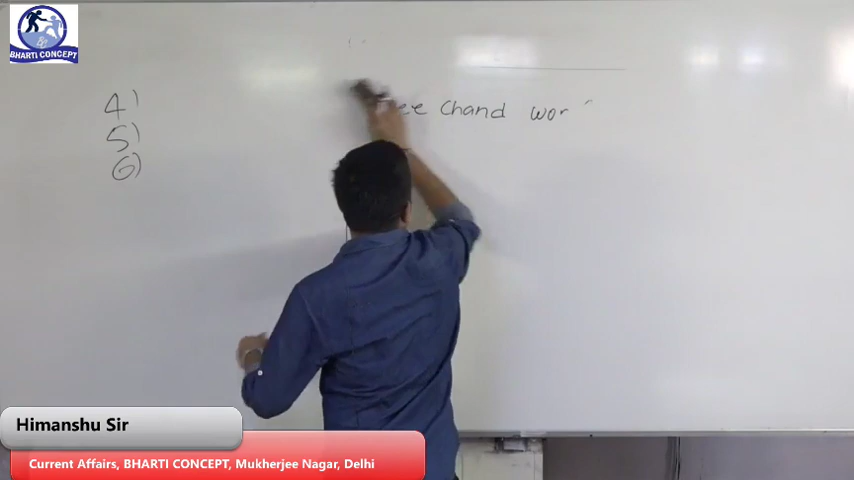 BHARTI CONCEPT
4)
5)
6)
ee Chand wor
Himanshu Sir
Current Affairs, BHARTI CONCEPT, Mukherjee Nagar, Delhi